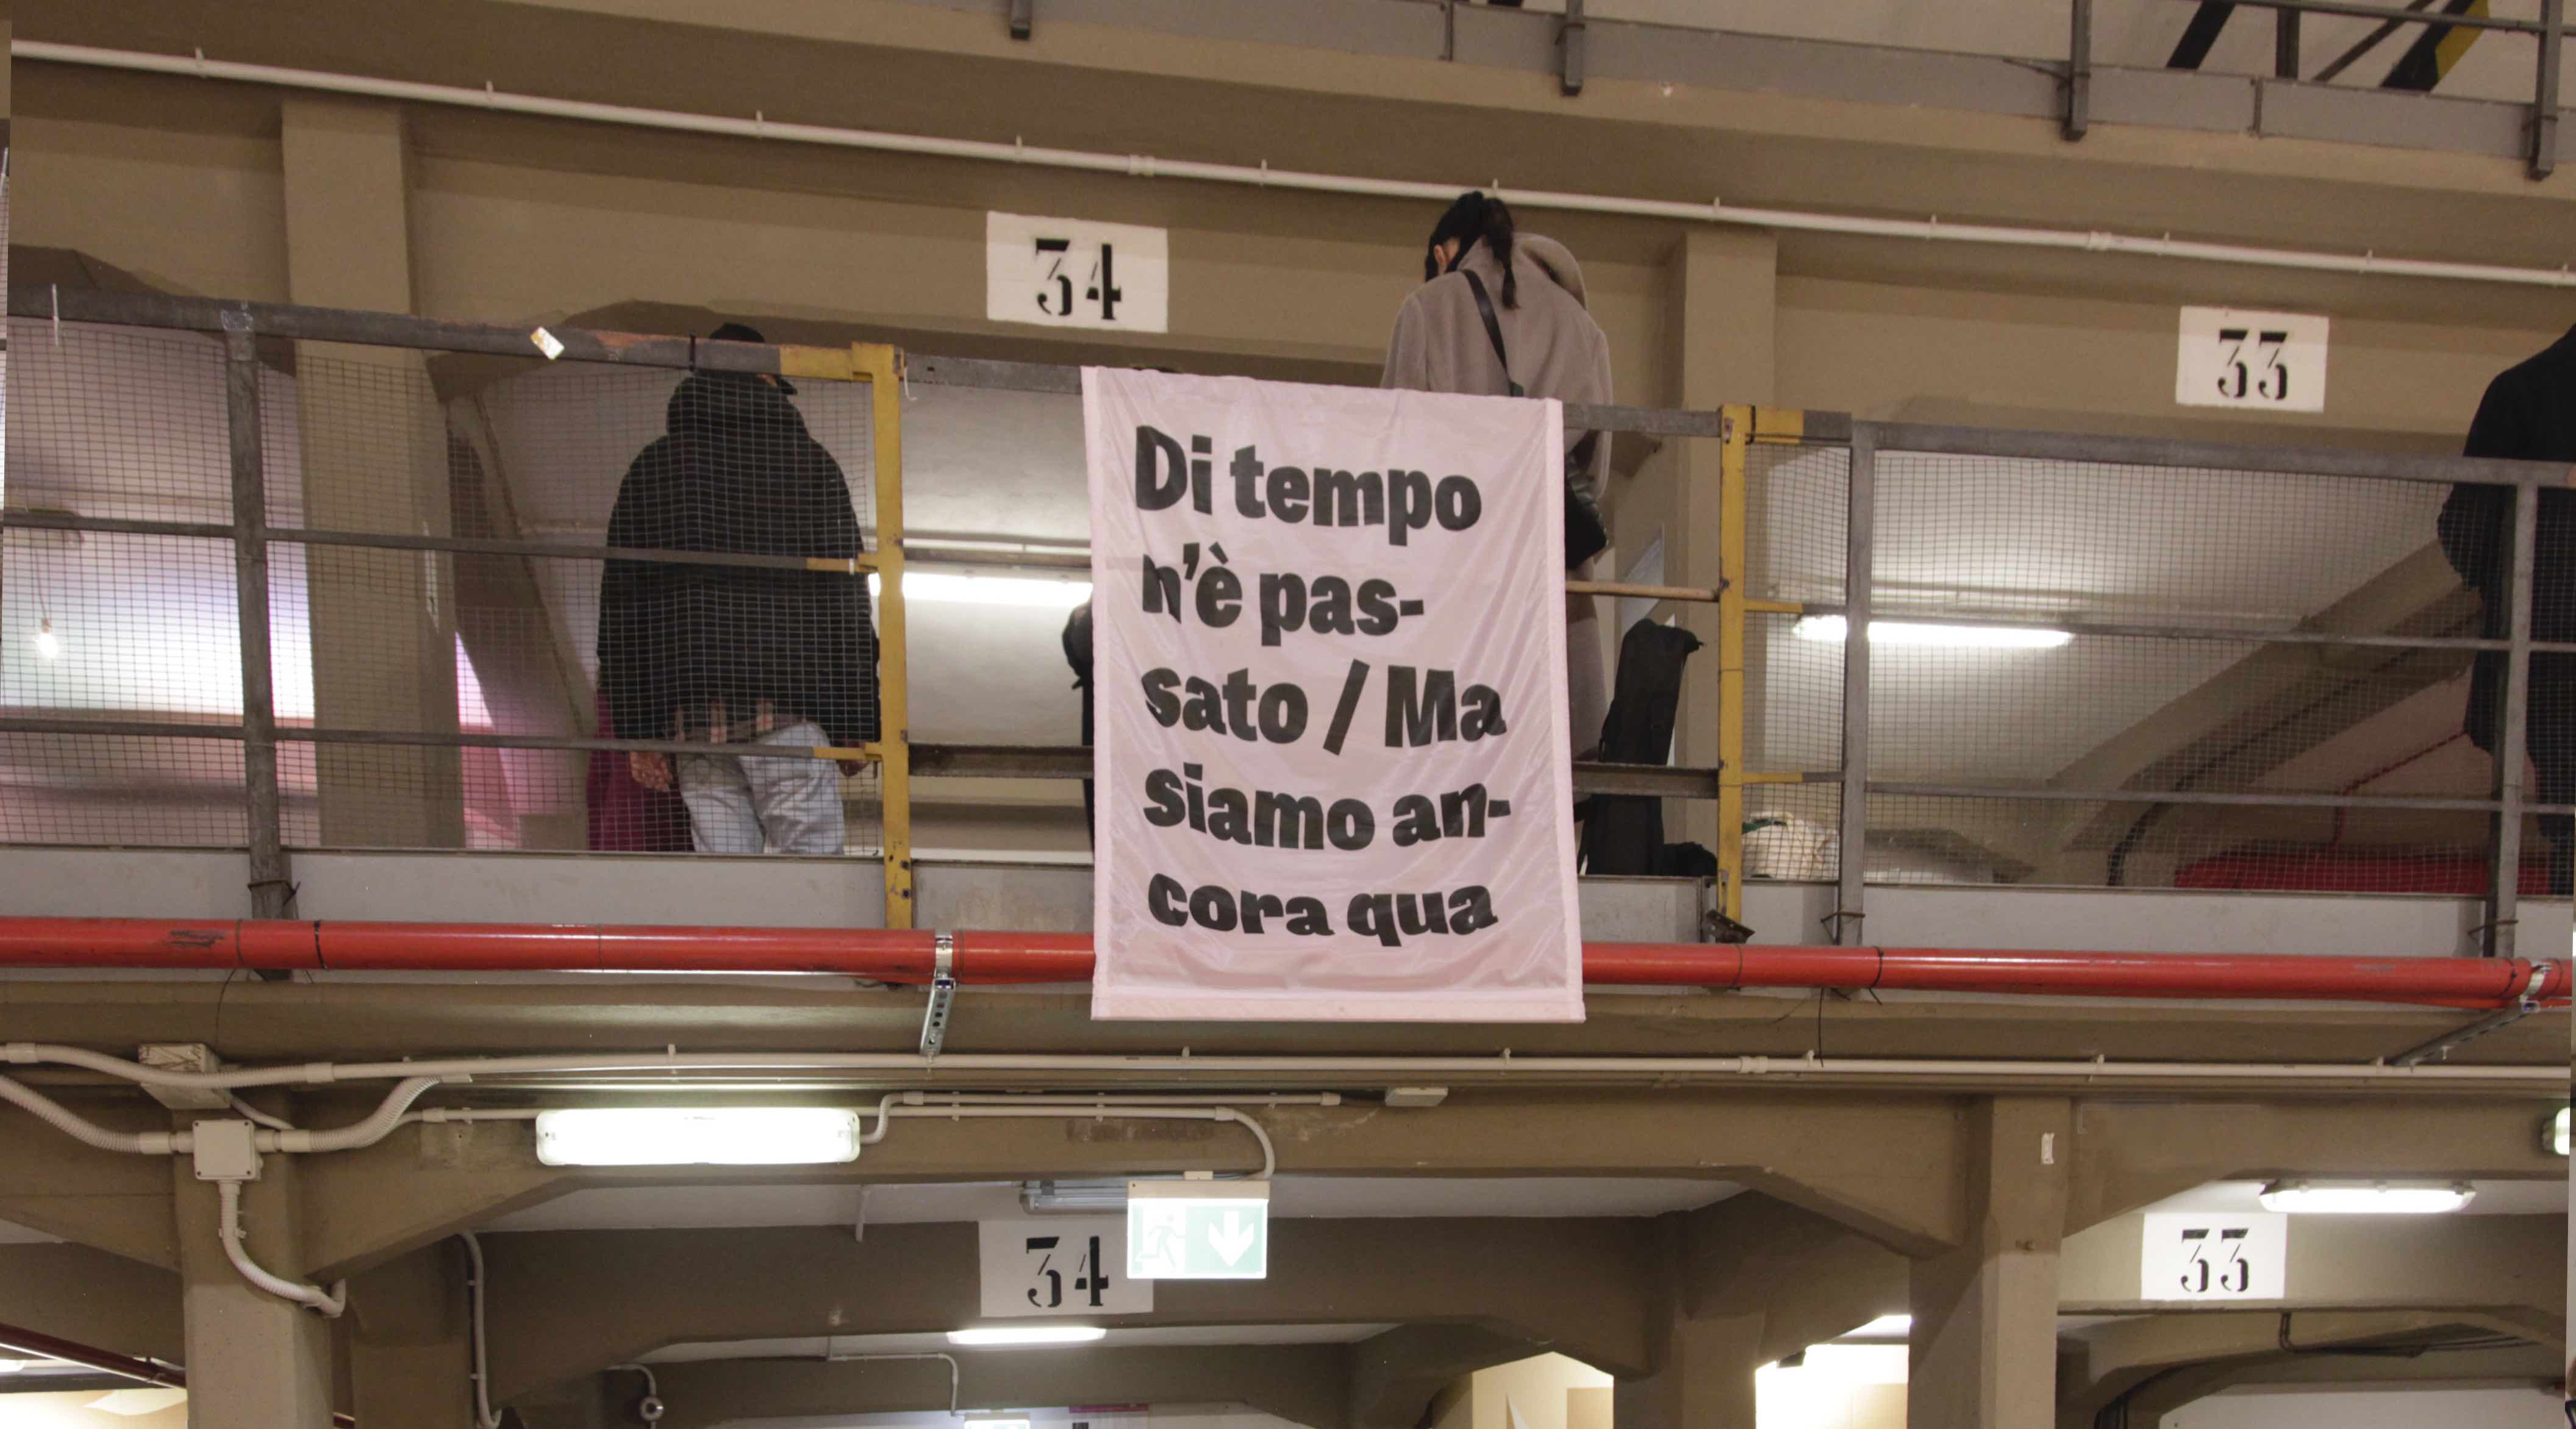 34
33
Di tempo
n'è pas-
sato / Ma
siamo an-
cora qua
34
33